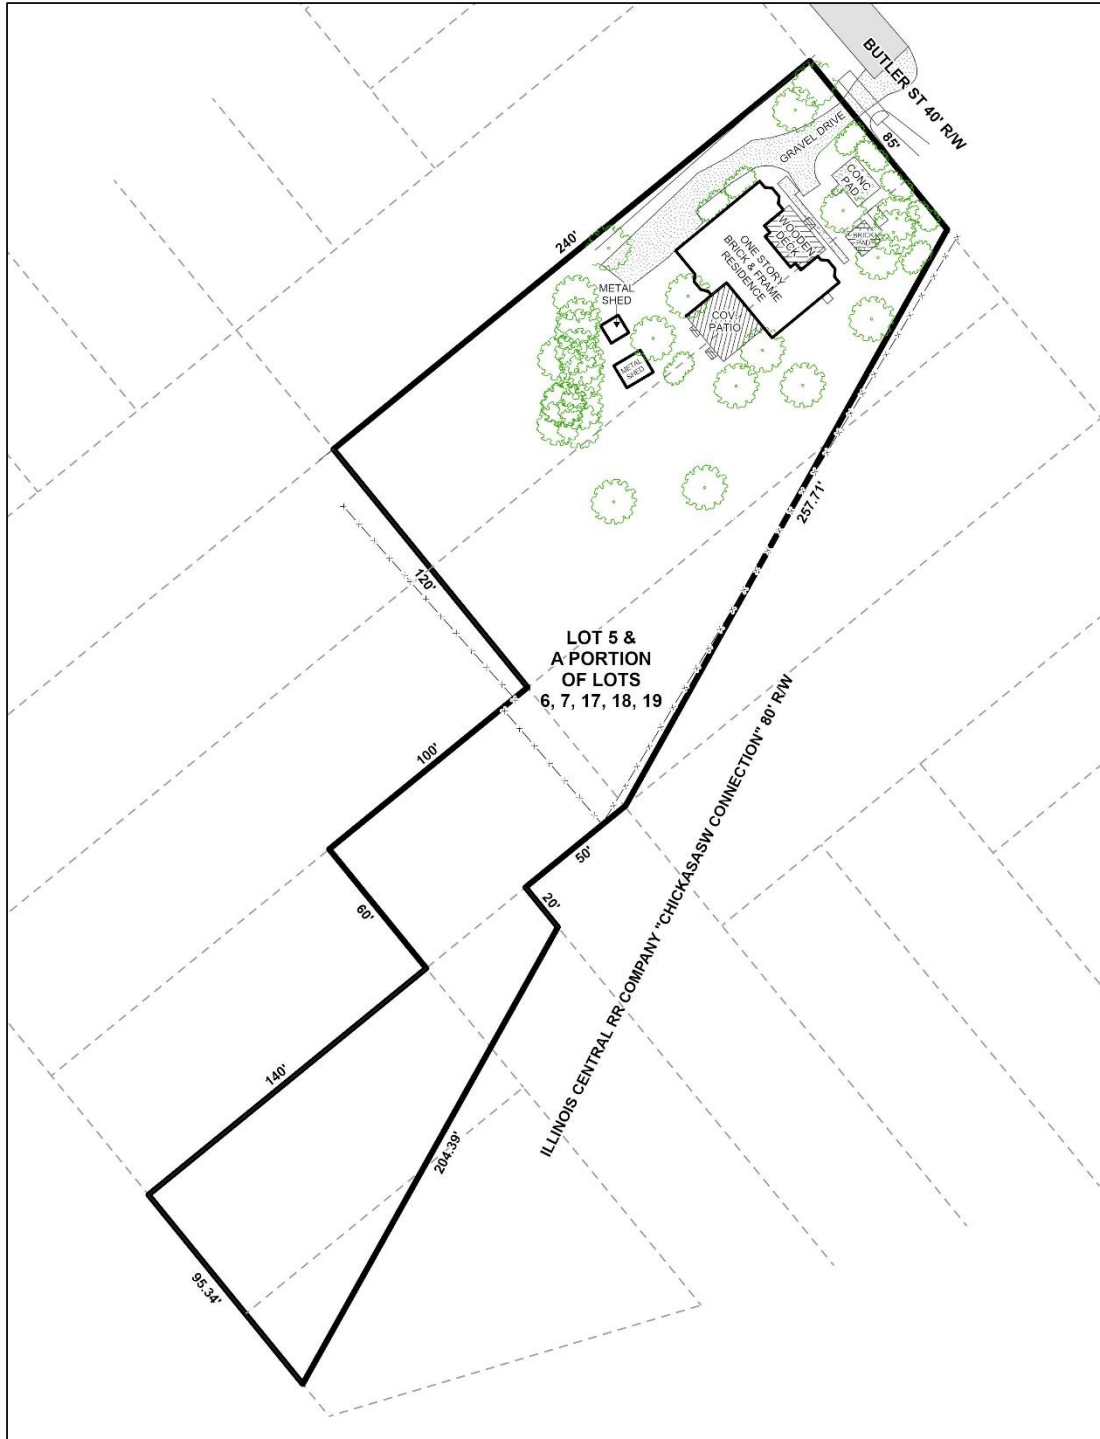 BUTLER ST 40' R/W
85'
GRAVEL DRIVE
CONC
PAD
BRICK
PAD
WOODEN
DECK
ONE STORY
BRICK & FRAME
RESIDENCE
COV
PATIO
240'
METAL
SHED
METAL
SHED
257.71'
120'
LOT 5 &
A PORTION
OF LOTS
6, 7, 17, 18, 19
100'
50'
20'
60'
ILLINOIS CENTRAL RR COMPANY "CHICKASASW CONNECTION" 80' R/W
140'
204.39'
95.34'